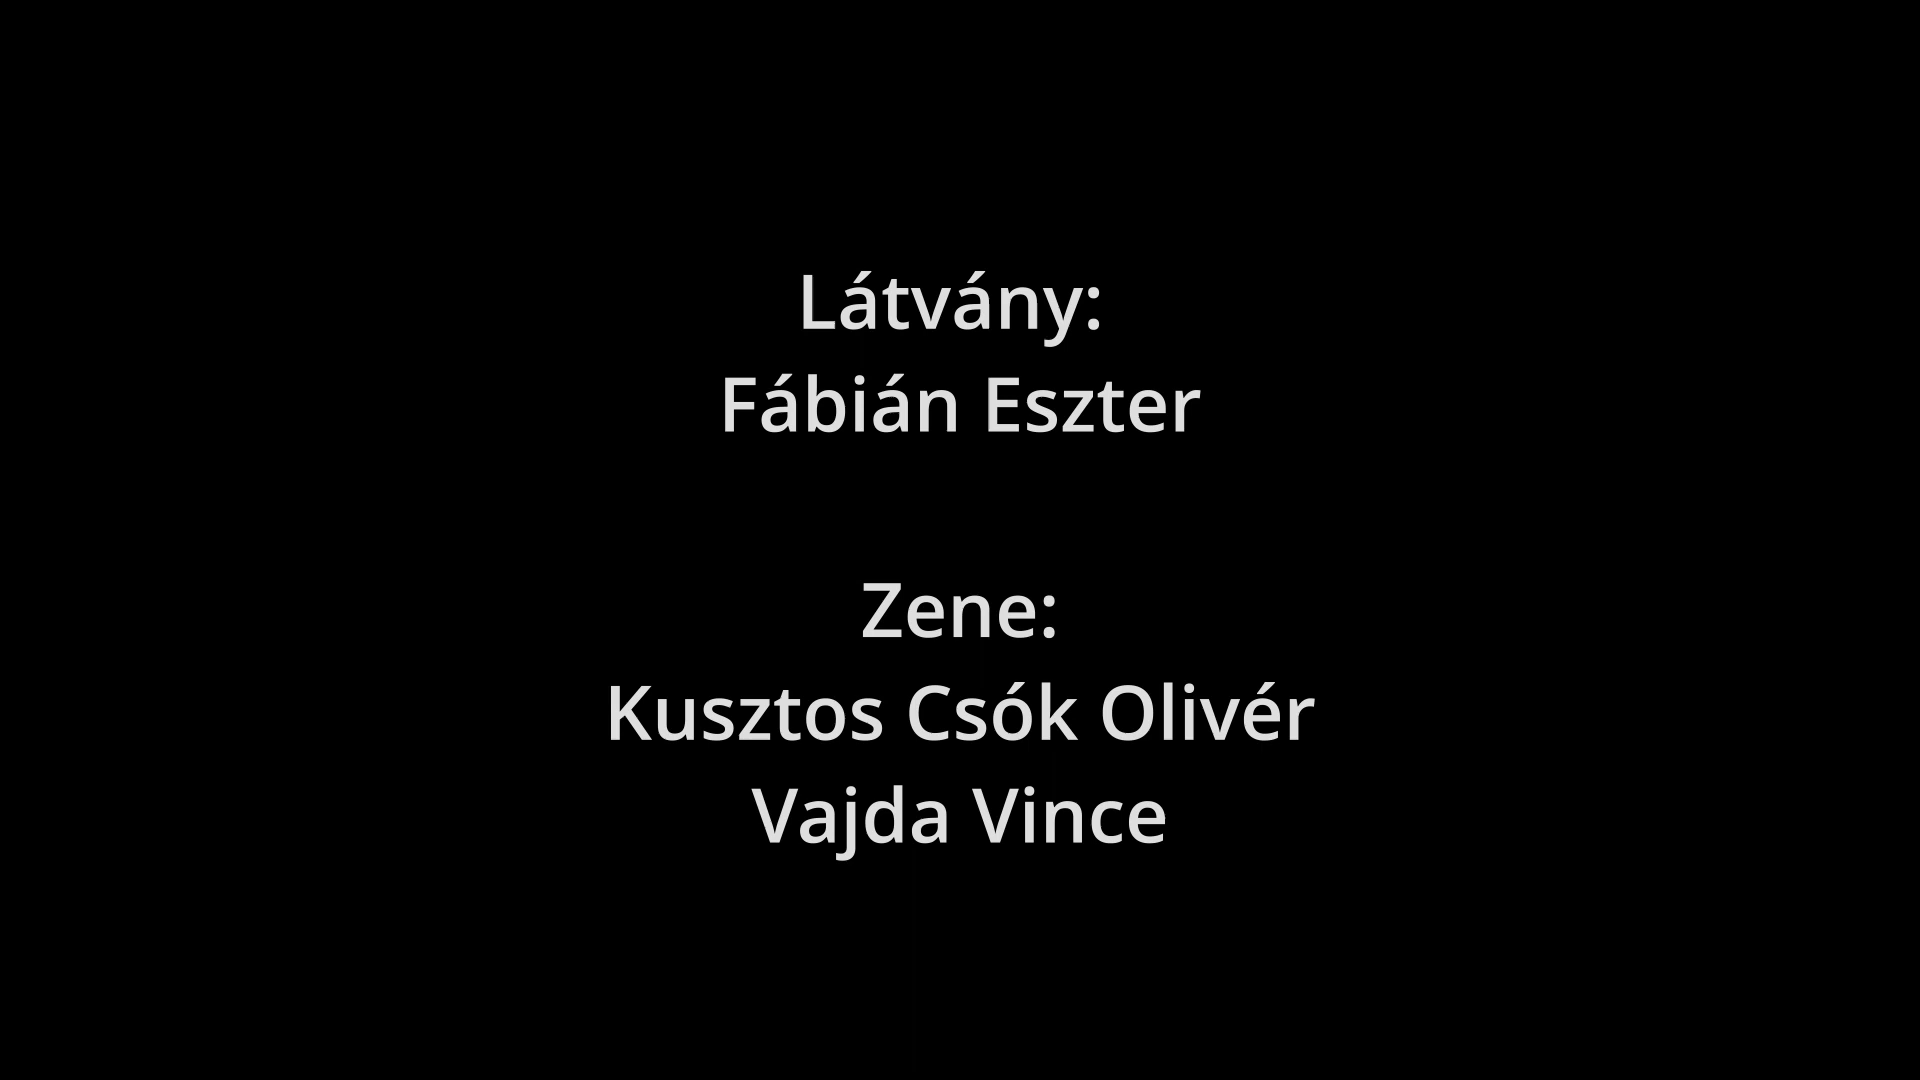 Látvány:
Fábián Eszter
Zene:
Kusztos Csók Olivér
Vajda Vince